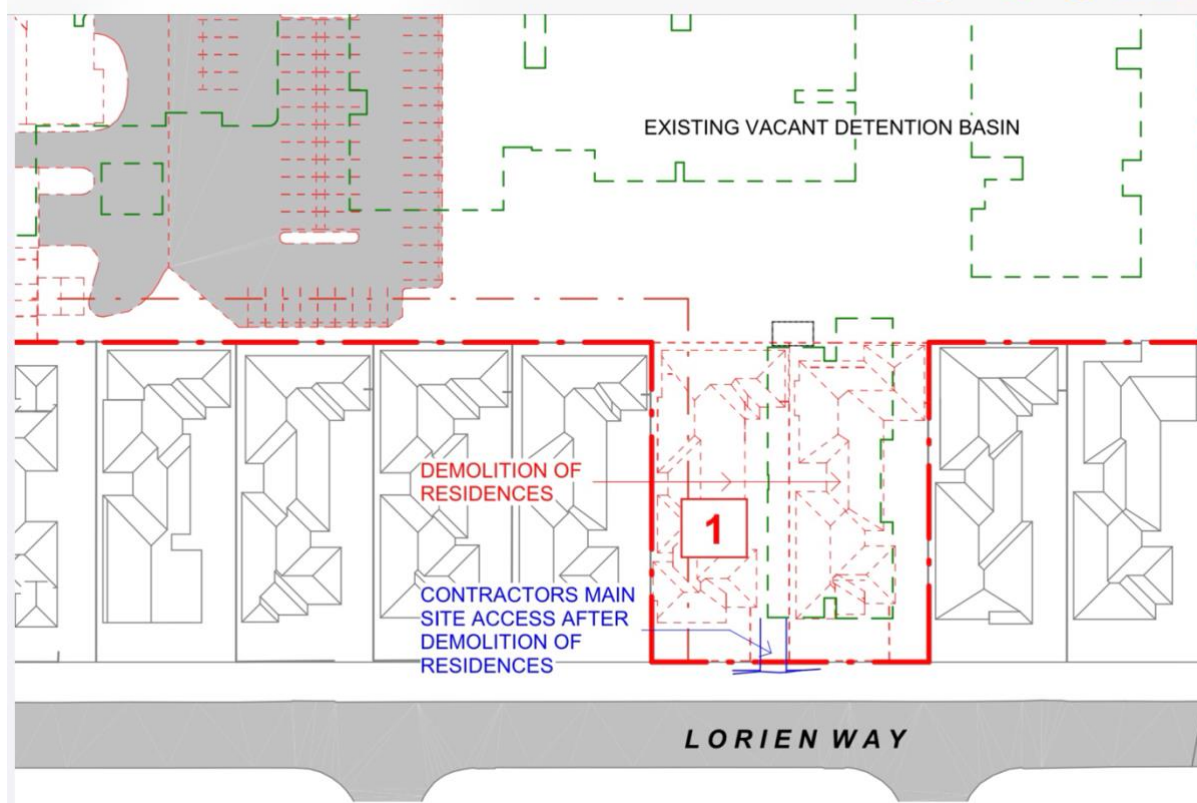 EXISTING VACANT DETENTION BASIN
DEMOLITION OF
RESIDENCES
1
CONTRACTORS MAIN
SITE ACCESS AFTER
DEMOLITION OF
RESIDENCES
LORIEN WAY